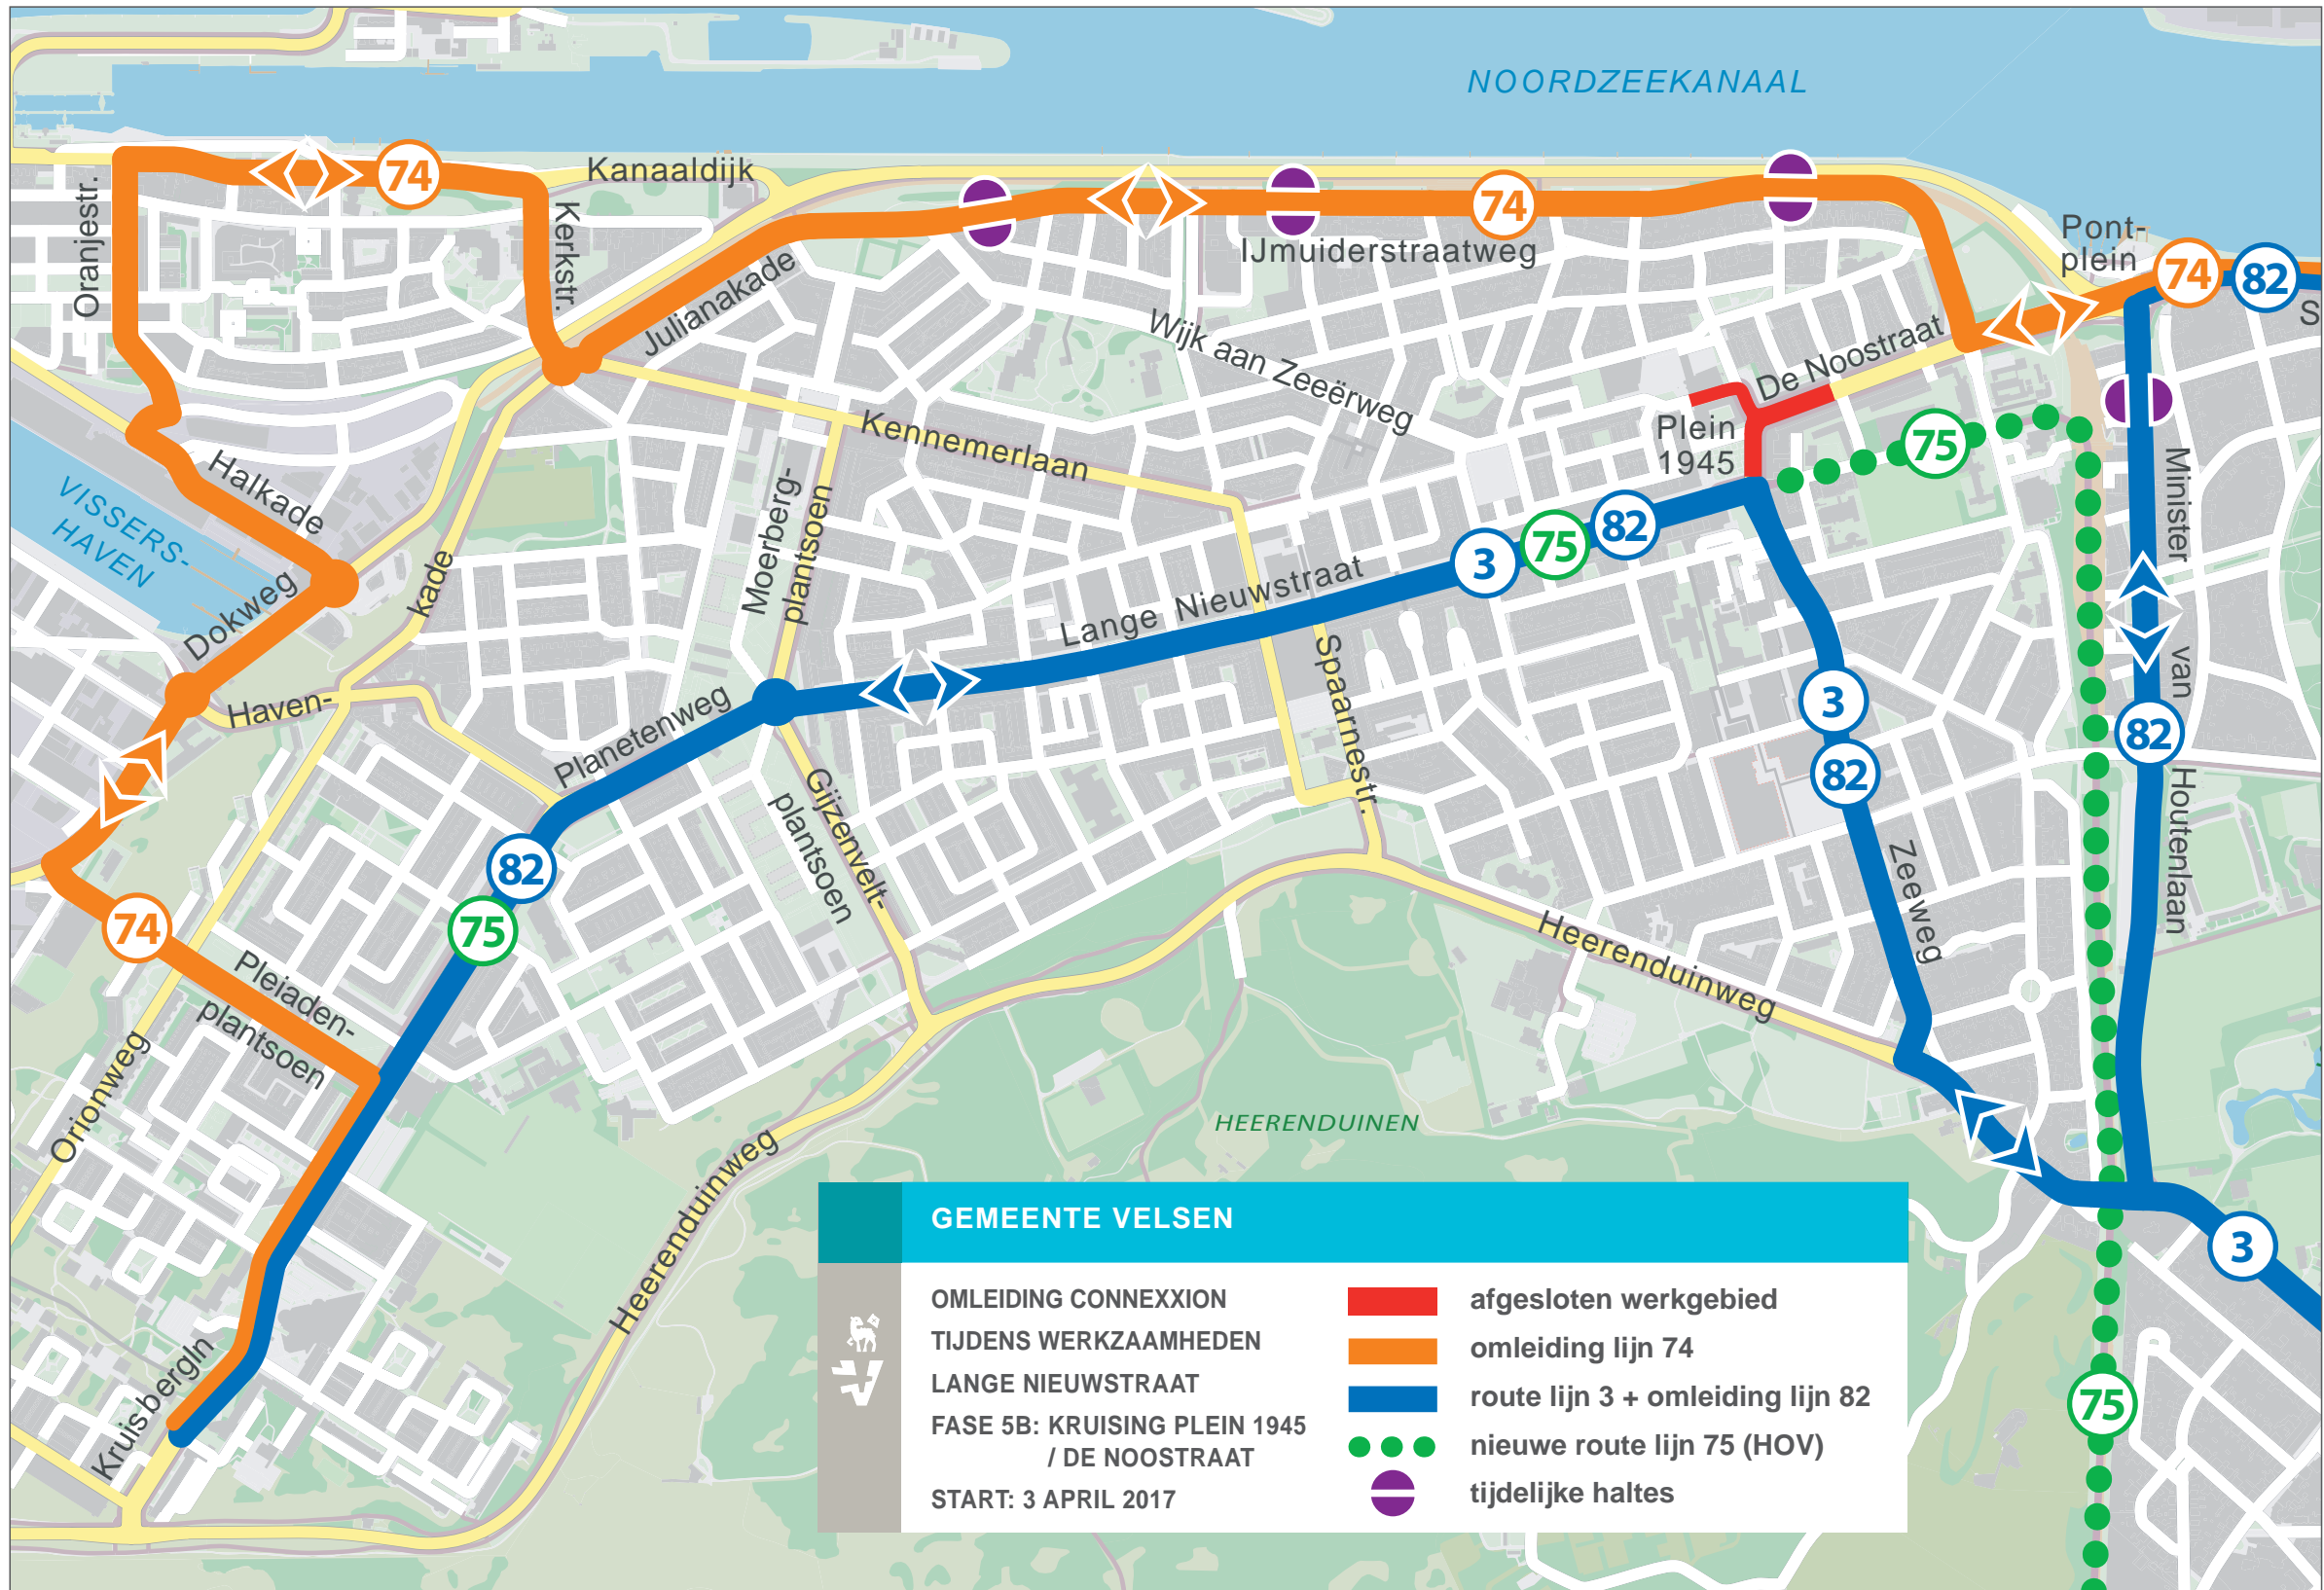 NOORDZEEKANAAL
Kanaaldijk
74
Oranjestr.
Kerkstr.
Julianakade
IJmuiderstraatweg
74
Pont-
plein
74
82
S
Wijk aan Zeeërweg
De Noostraat
Plein
1945
75
Kennemerlaan
Halkade
VISSERS-
HAVEN
Dokweg
kade
Haven-
Moerberg-
plantsoen
Lange Nieuwstraat
3
75
82
Minister
van
Houtenlaan
82
Spaarnestr.
3
82
Zeeweg
Planetenweg
Gijzenvelt-
plantsoen
82
75
74
Pleiaden-
plantsoen
Orionweg
Heerenduinweg
HEERENDUINEN
Heerenduinweg
Kruisbergln
3
75
GEMEENTE VELSEN
OMLEIDING CONNEXXION
TIJDENS WERKZAAMHEDEN
LANGE NIEUWSTRAAT
FASE 5B: KRUISING PLEIN 1945
/ DE NOOSTRAAT
START: 3 APRIL 2017
afgesloten werkgebied
omleiding lijn 74
route lijn 3 + omleiding lijn 82
nieuwe route lijn 75 (HOV)
tijdelijke haltes